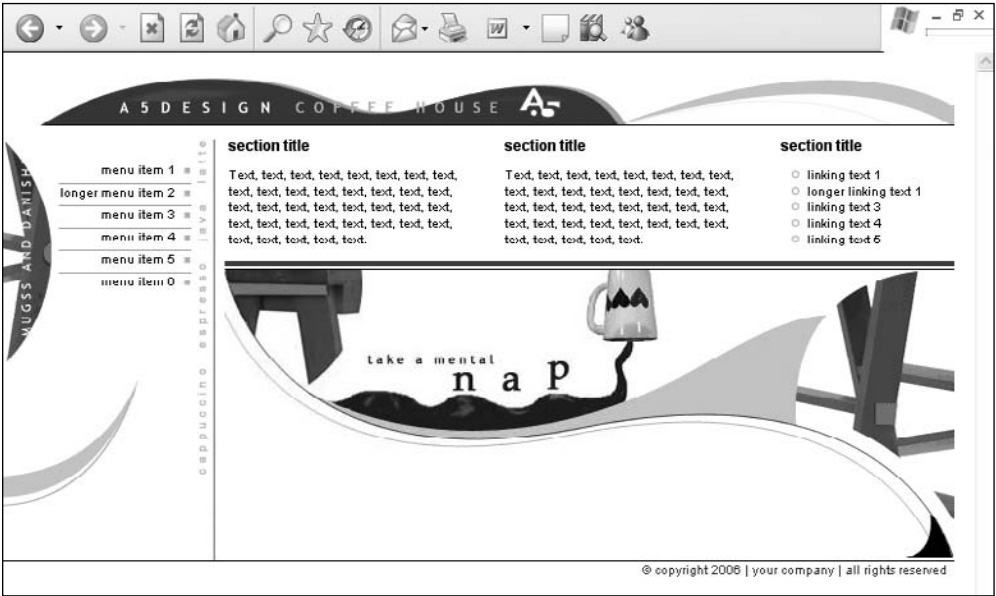 A5DESIGN COFFEE HOUSE A5
MUGSS AND DANISH
menu item 1
longer menu item 2
menu item 3
menu item 4
menu item 5
menu item 0
cappuccino espresso java latte
section title
Text, text, text, text, text, text, text, text,
text, text, text, text, text, text, text, text,
text, text, text, text, text, text, text, text,
text, text, text, text, text, text, text, text,
text, text, text, text, text.
section title
Text, text, text, text, text, text, text, text,
text, text, text, text, text, text, text, text,
text, text, text, text, text, text, text, text,
text, text, text, text, text, text, text, text,
text, text, text, text, text.
section title
linking text 1
longer linking text 1
linking text 3
linking text 4
linking text 5
take a mental
nap
© copyright 2006 | your company | all rights reserved